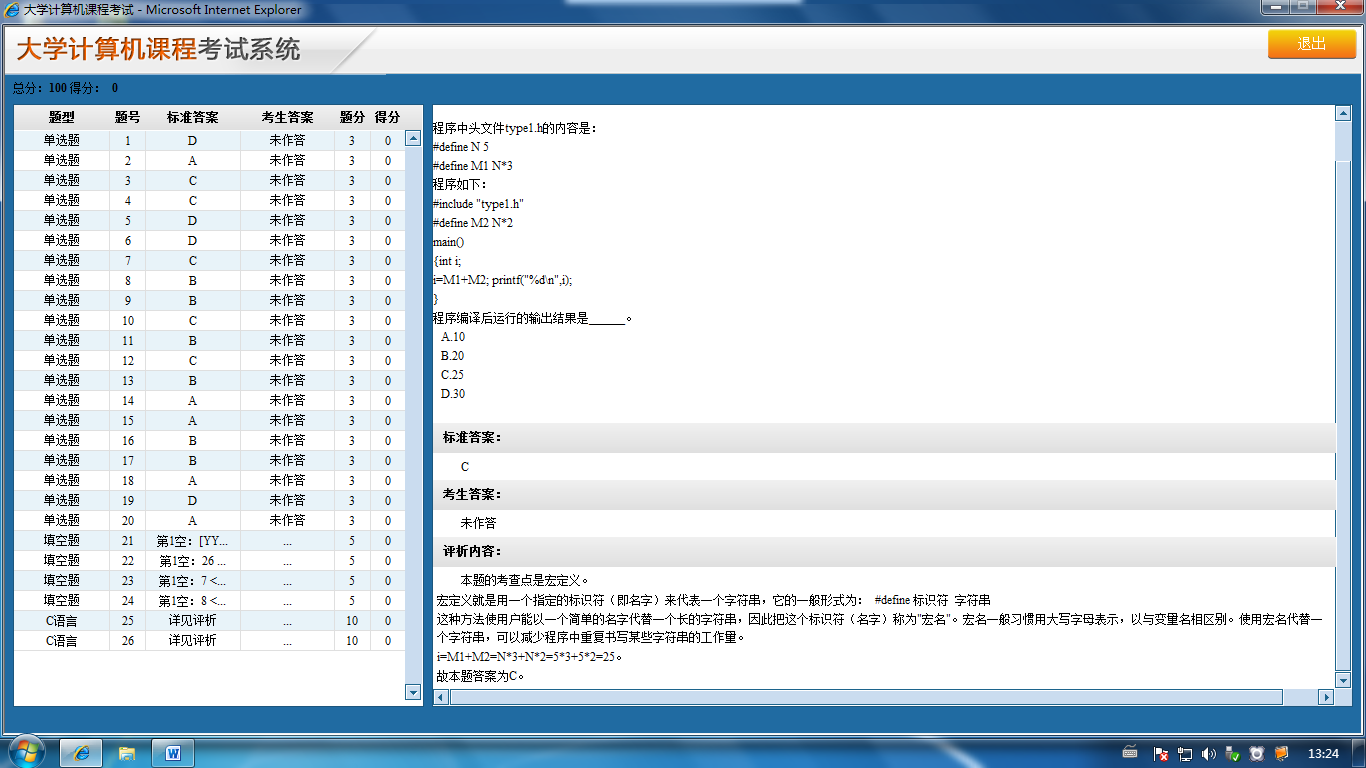 大学计算机课程考试 - Microsoft Internet Explorer
大学计算机课程考试系统
退出
总分：100 得分： 0
题型 题号 标准答案 考生答案 题分 得分
单选题 1 D 未作答 3 0
单选题 2 A 未作答 3 0
单选题 3 C 未作答 3 0
单选题 4 C 未作答 3 0
单选题 5 D 未作答 3 0
单选题 6 D 未作答 3 0
单选题 7 C 未作答 3 0
单选题 8 B 未作答 3 0
单选题 9 B 未作答 3 0
单选题 10 C 未作答 3 0
单选题 11 B 未作答 3 0
单选题 12 C 未作答 3 0
单选题 13 B 未作答 3 0
单选题 14 A 未作答 3 0
单选题 15 A 未作答 3 0
单选题 16 B 未作答 3 0
单选题 17 B 未作答 3 0
单选题 18 A 未作答 3 0
单选题 19 D 未作答 3 0
单选题 20 A 未作答 3 0
填空题 21 第1空：[YY... ... 5 0
填空题 22 第1空：26 ... ... 5 0
填空题 23 第1空：7 <... ... 5 0
填空题 24 第1空：8 <... ... 5 0
C语言 25 详见评析 ... 10 0
C语言 26 详见评析 ... 10 0
程序中头文件type1.h的内容是：
#define N 5
#define M1 N*3
程序如下：
#include "type1.h"
#define M2 N*2
main()
{int i;
i=M1+M2; printf("%d\n",i);
}
程序编译后运行的输出结果是______。
A.10
B.20
C.25
D.30
标准答案：
C
考生答案：
未作答
评析内容：
本题的考查点是宏定义。
宏定义就是用一个指定的标识符（即名字）来代表一个字符串，它的一般形式为： #define 标识符 字符串
这种方法使用户能以一个简单的名字代替一个长的字符串，因此把这个标识符（名字）称为"宏名"。宏名一般习惯用大写字母表示，以与变量名相区别。使用宏名代替一
个字符串，可以减少程序中重复书写某些字符串的工作量。
i=M1+M2=N*3+N*2=5*3+5*2=25。
故本题答案为C。
13:24